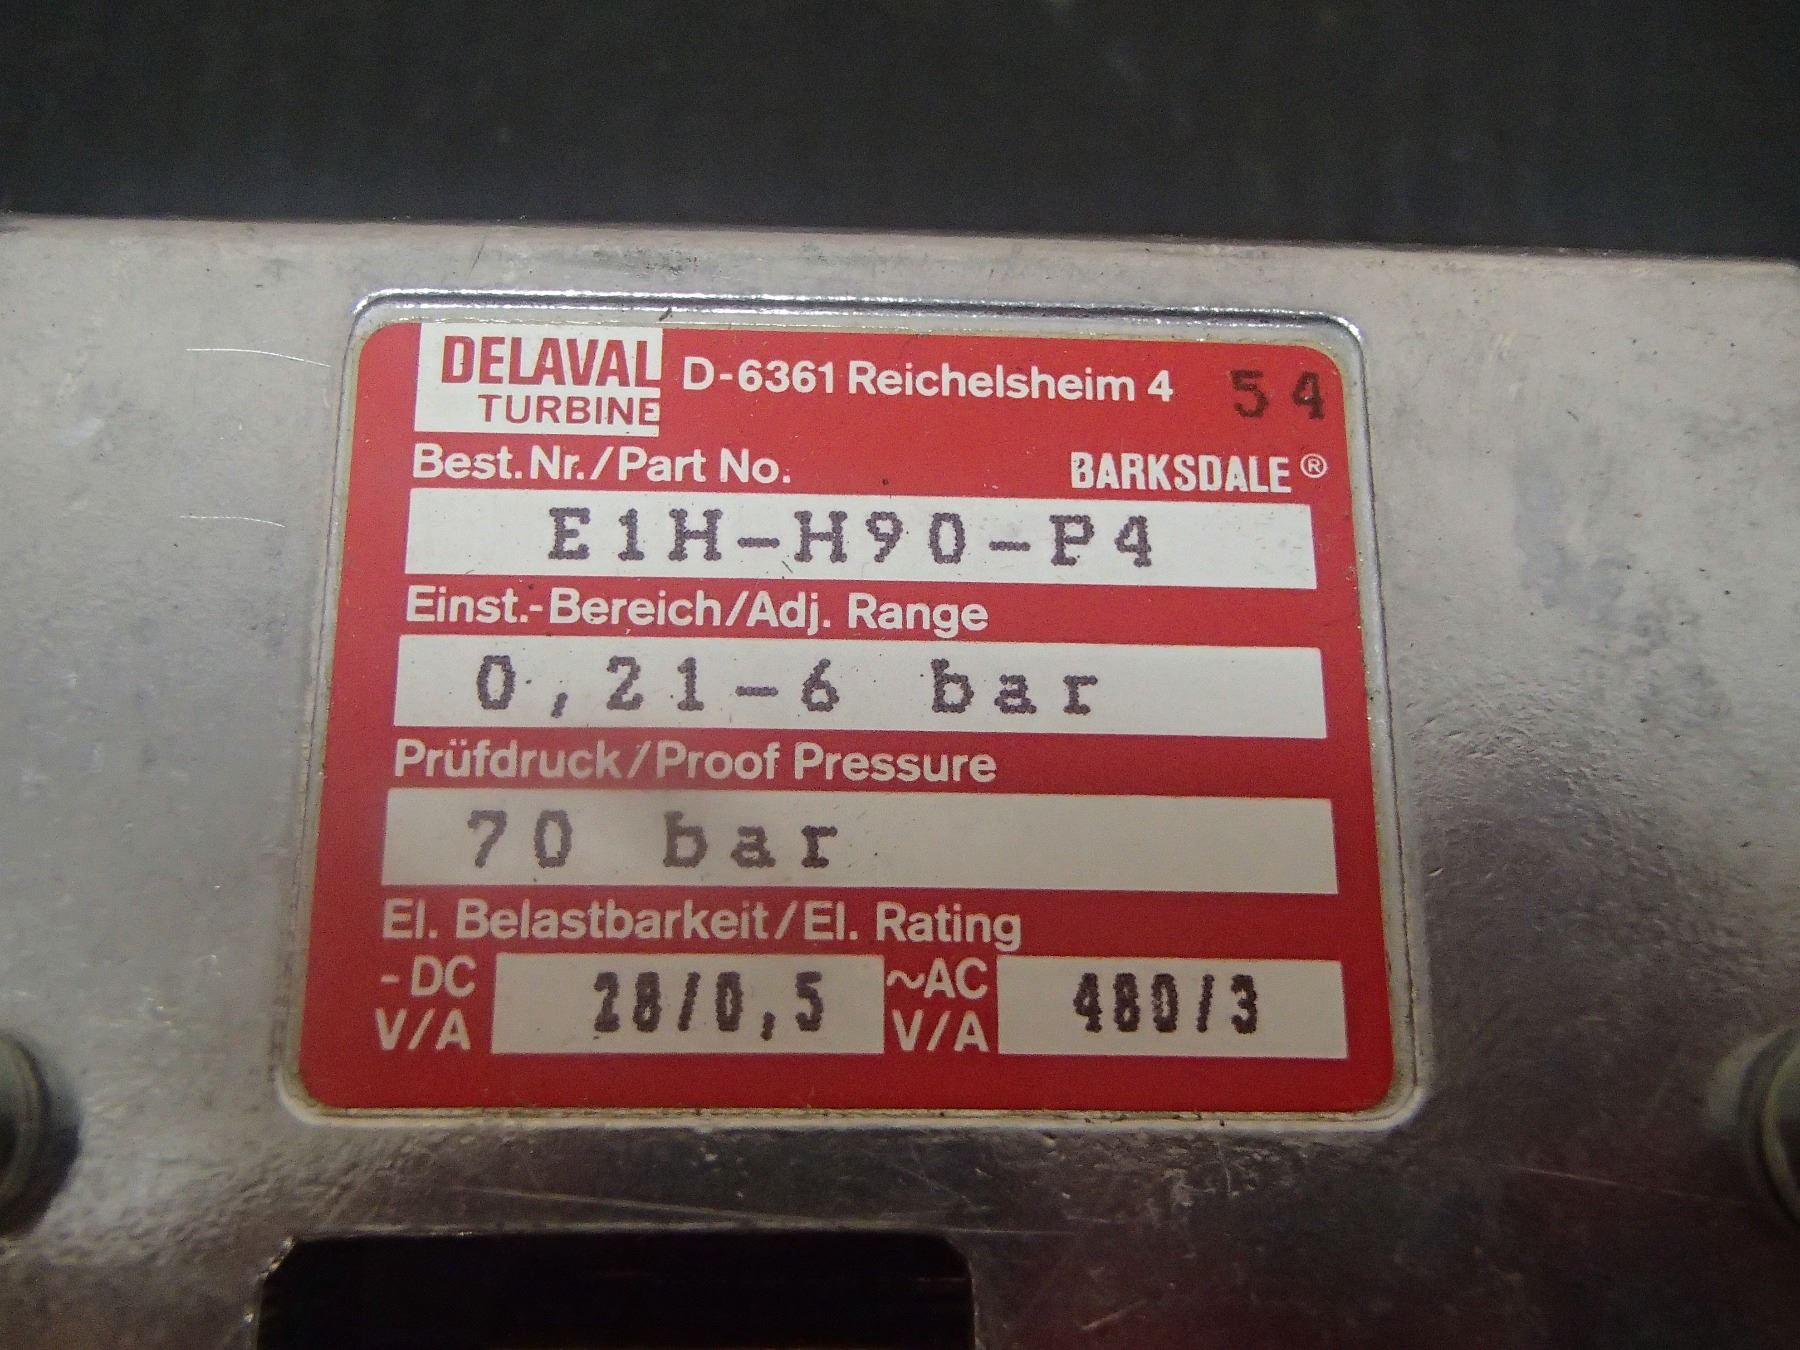 DELAVAL
TURBINE
D-6361 Reichelsheim 4 54
Best. Nr./Part No. BARKSDALE®
E1H-H90-P4
Einst.-Bereich/Adj. Range
0,21-6 bar
Prüfdruck/Proof Pressure
70 bar
El. Belastbarkeit/El. Rating
-DC V/A 28/0,5 ~AC V/A 480/3